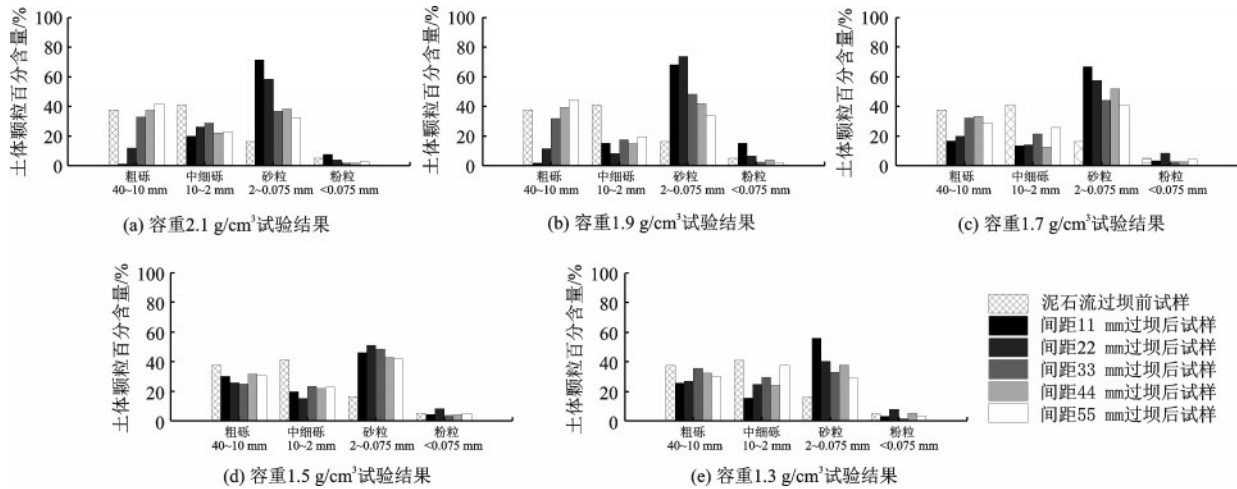 土体颗粒百分含量/%
100
80
60
40
20
0
粗砾
40~10 mm
中细砾
10~2 mm
砂粒
2~0.075 mm
粉粒
<0.075 mm
(a) 容重2.1 g/cm³试验结果
土体颗粒百分含量/%
100
80
60
40
20
0
粗砾
40~10 mm
中细砾
10~2 mm
砂粒
2~0.075 mm
粉粒
<0.075 mm
(b) 容重1.9 g/cm³试验结果
土体颗粒百分含量/%
100
80
60
40
20
0
粗砾
40~10 mm
中细砾
10~2 mm
砂粒
2~0.075 mm
粉粒
<0.075 mm
(c) 容重1.7 g/cm³试验结果
土体颗粒百分含量/%
100
80
60
40
20
0
粗砾
40~10 mm
中细砾
10~2 mm
砂粒
2~0.075 mm
粉粒
<0.075 mm
(d) 容重1.5 g/cm³试验结果
土体颗粒百分含量/%
100
80
60
40
20
0
粗砾
40~10 mm
中细砾
10~2 mm
砂粒
2~0.075 mm
粉粒
<0.075 mm
(e) 容重1.3 g/cm³试验结果
泥石流过坝前试样
间距11 mm过坝后试样
间距22 mm过坝后试样
间距33 mm过坝后试样
间距44 mm过坝后试样
间距55 mm过坝后试样